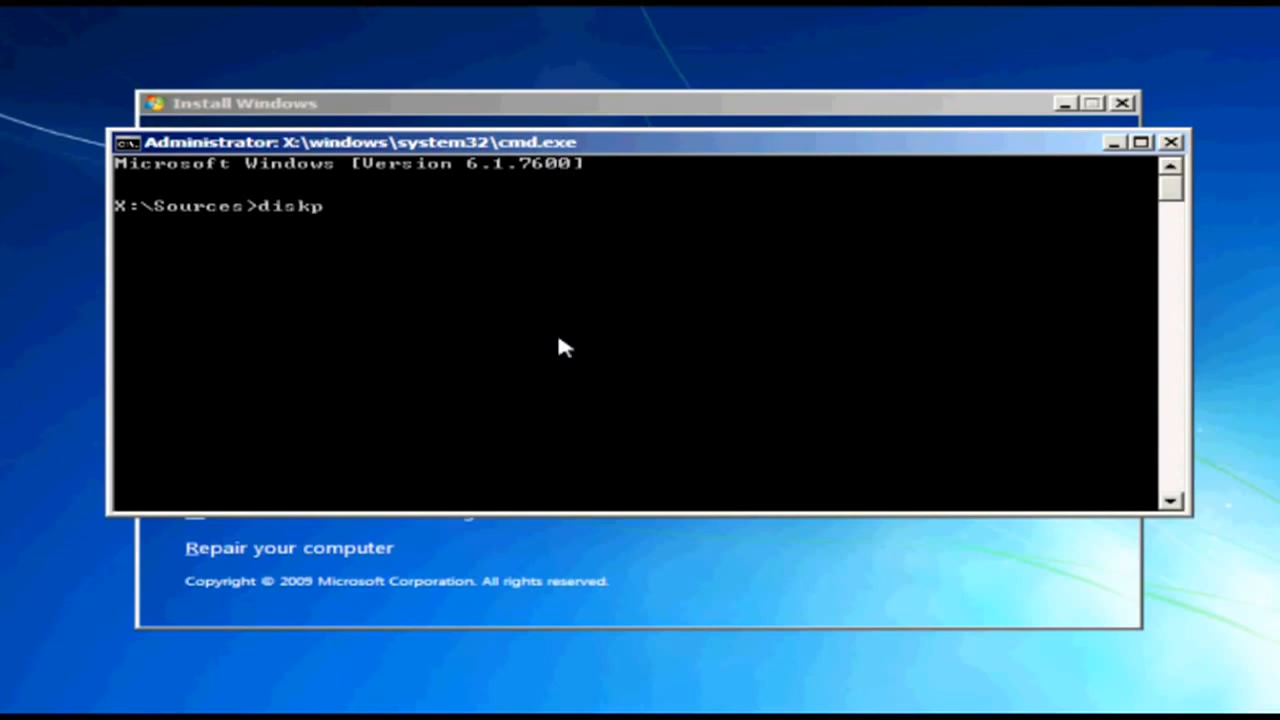 Install Windows
Administrator: X:\windows\system32\cmd.exe
Microsoft Windows [Version 6.1.7600]
X:\Sources>diskp
Repair your computer
Copyright © 2009 Microsoft Corporation. All rights reserved.